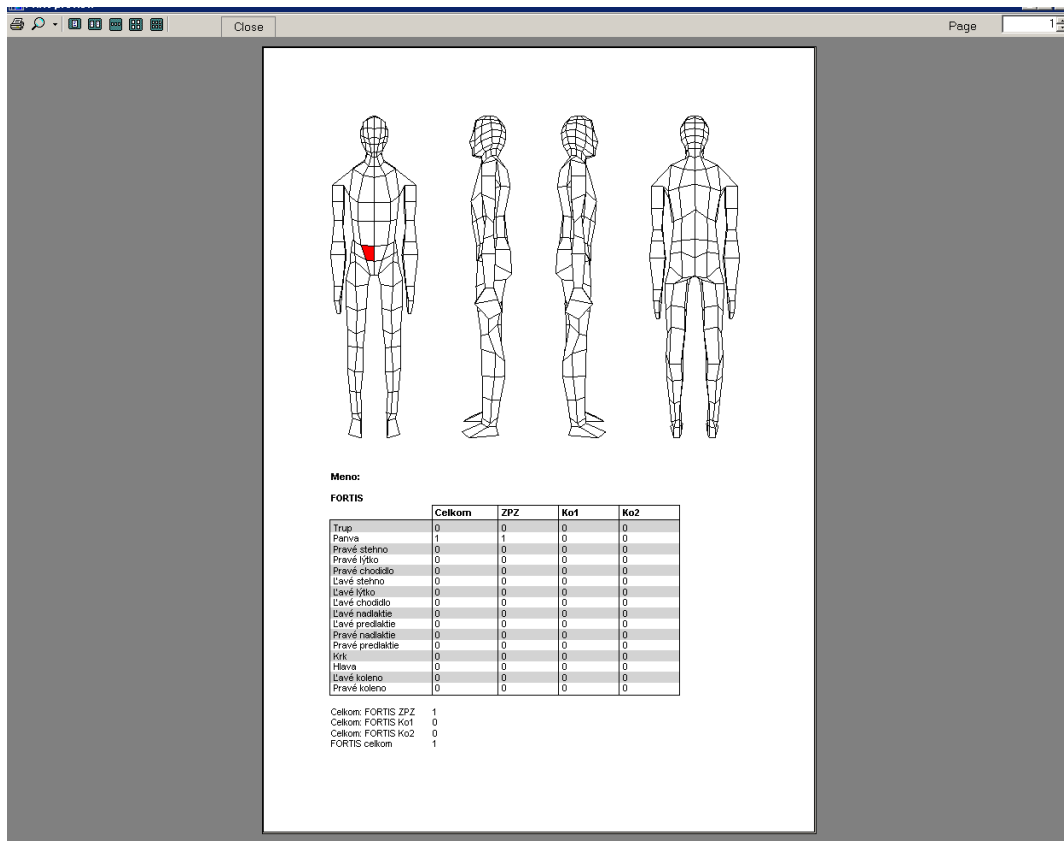 Close
Page 1
Meno:
FORTIS
Celkom ZPZ Ko1 Ko2
Trup 0 0 0 0
Panva 1 1 0 0
Pravé stehno 0 0 0 0
Pravé lýtko 0 0 0 0
Pravé chodidlo 0 0 0 0
Ľavé stehno 0 0 0 0
Ľavé lýtko 0 0 0 0
Ľavé chodidlo 0 0 0 0
Ľavé nadlaktie 0 0 0 0
Ľavé predlaktie 0 0 0 0
Pravé nadlaktie 0 0 0 0
Pravé predlaktie 0 0 0 0
Krk 0 0 0 0
Hlava 0 0 0 0
Ľavé koleno 0 0 0 0
Pravé koleno 0 0 0 0
Celkom: FORTIS ZPZ 1
Celkom: FORTIS Ko1 0
Celkom: FORTIS Ko2 0
FORTIS celkom 1